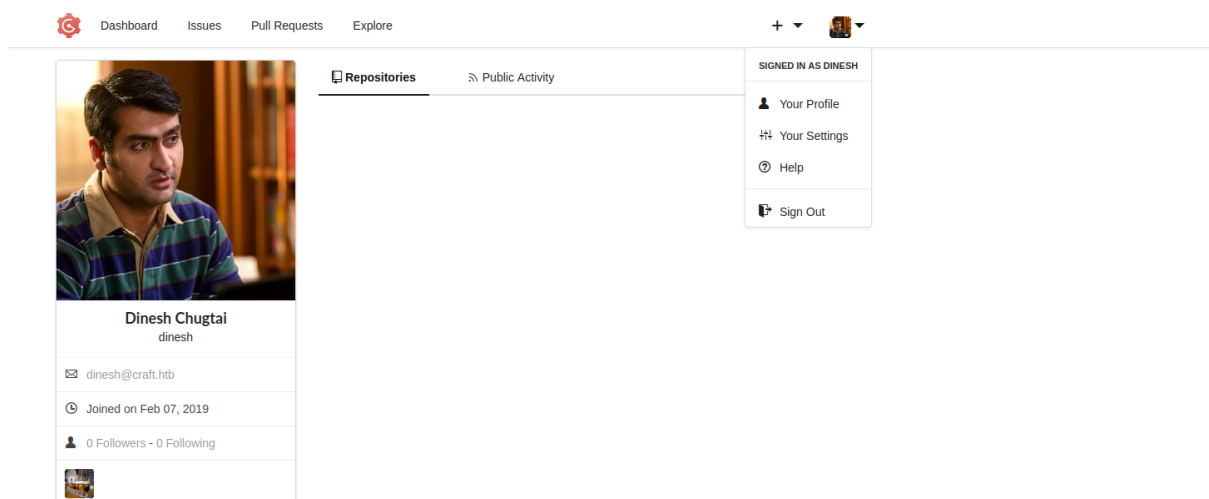 Dashboard Issues Pull Requests Explore
SIGNED IN AS DINESH
Your Profile
Your Settings
Help
Sign Out
Repositories Public Activity
Dinesh Chugtai
dinesh
dinesh@craft.htb
Joined on Feb 07, 2019
0 Followers - 0 Following